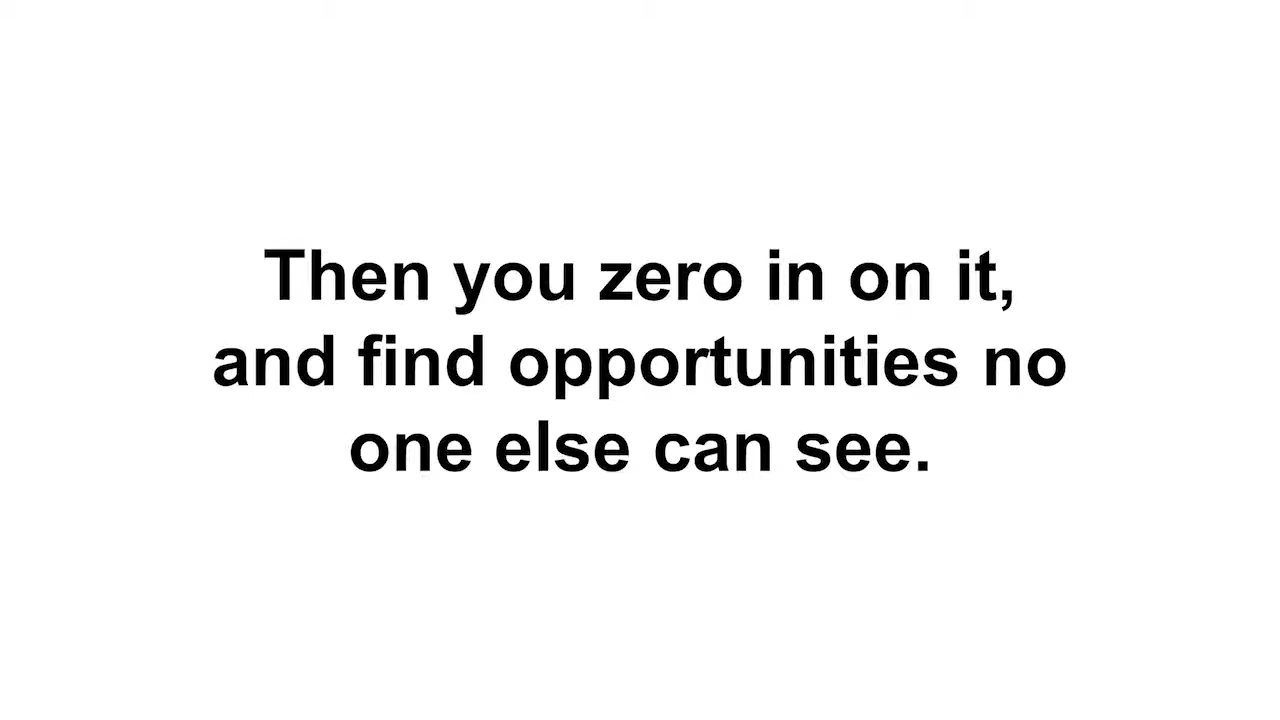 Then you zero in on it,
and find opportunities no
one else can see.